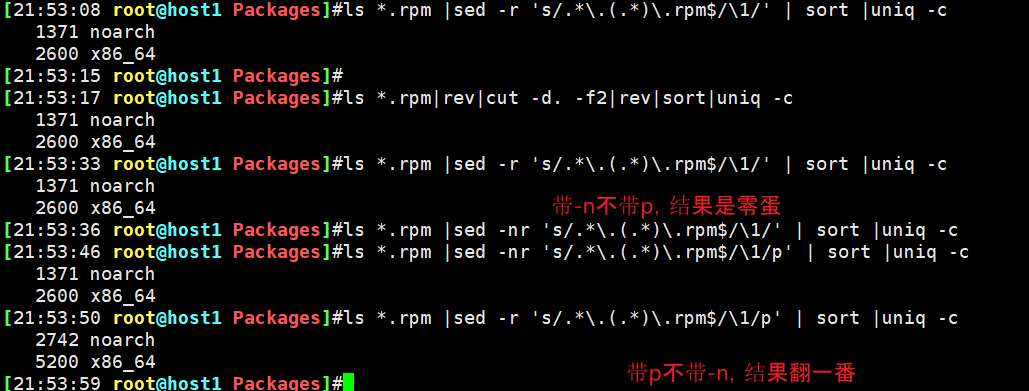 [21:53:08 root@host1 Packages]#ls *.rpm |sed -r 's/.*\.(.*)\.rpm$/\1/' | sort |uniq -c
   1371 noarch
   2600 x86_64
[21:53:15 root@host1 Packages]#
[21:53:17 root@host1 Packages]#ls *.rpm|rev|cut -d. -f2|rev|sort|uniq -c
   1371 noarch
   2600 x86_64
[21:53:33 root@host1 Packages]#ls *.rpm |sed -r 's/.*\.(.*)\.rpm$/\1/' | sort |uniq -c
   1371 noarch
   2600 x86_64
带-n不带p, 结果是零蛋
[21:53:36 root@host1 Packages]#ls *.rpm |sed -nr 's/.*\.(.*)\.rpm$/\1/' | sort |uniq -c
[21:53:46 root@host1 Packages]#ls *.rpm |sed -nr 's/.*\.(.*)\.rpm$/\1/p' | sort |uniq -c
   1371 noarch
   2600 x86_64
[21:53:50 root@host1 Packages]#ls *.rpm |sed -r 's/.*\.(.*)\.rpm$/\1/p' | sort |uniq -c
   2742 noarch
   5200 x86_64
带p不带-n, 结果翻一番
[21:53:59 root@host1 Packages]#